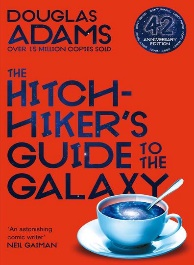 DOUGLAS
ADAMS
OVER 15 MILLION COPIES SOLD
42
ANNIVERSARY
EDITION
THE
HITCH-
HIKER'S
GUIDE TO THE
GALAXY
'An astonishing
comic writer'
NEIL GAIMAN